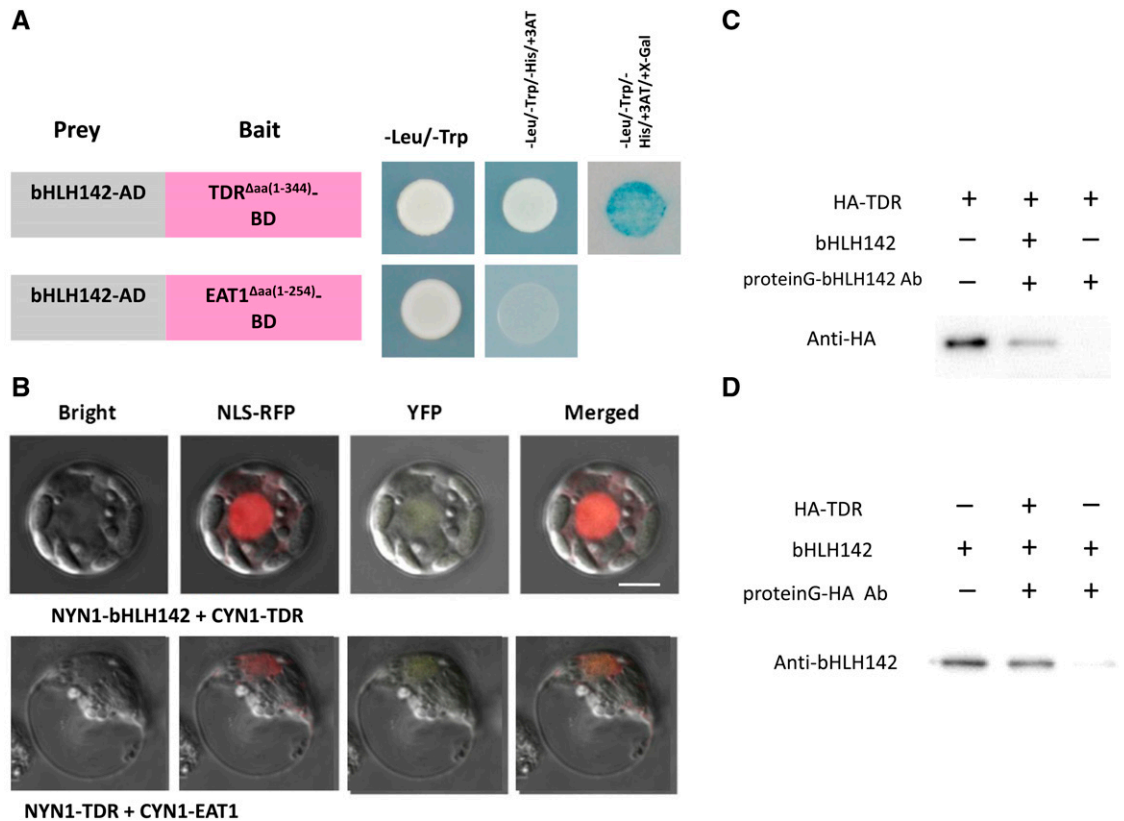 A
-Leu/-Trp/-His/+3AT
-Leu/-Trp/-
His/+3AT/+X-Gal
Prey
Bait
-Leu/-Trp
bHLH142-AD
TDRΔaa(1-344)-
BD
bHLH142-AD
EAT1Δaa(1-254)-
BD
B
Bright
NLS-RFP
YFP
Merged
NYN1-bHLH142 + CYN1-TDR
NYN1-TDR + CYN1-EAT1
C
HA-TDR + + +
bHLH142 − + −
proteinG-bHLH142 Ab − + +
Anti-HA
D
HA-TDR − + −
bHLH142 + + +
proteinG-HA Ab − + +
Anti-bHLH142